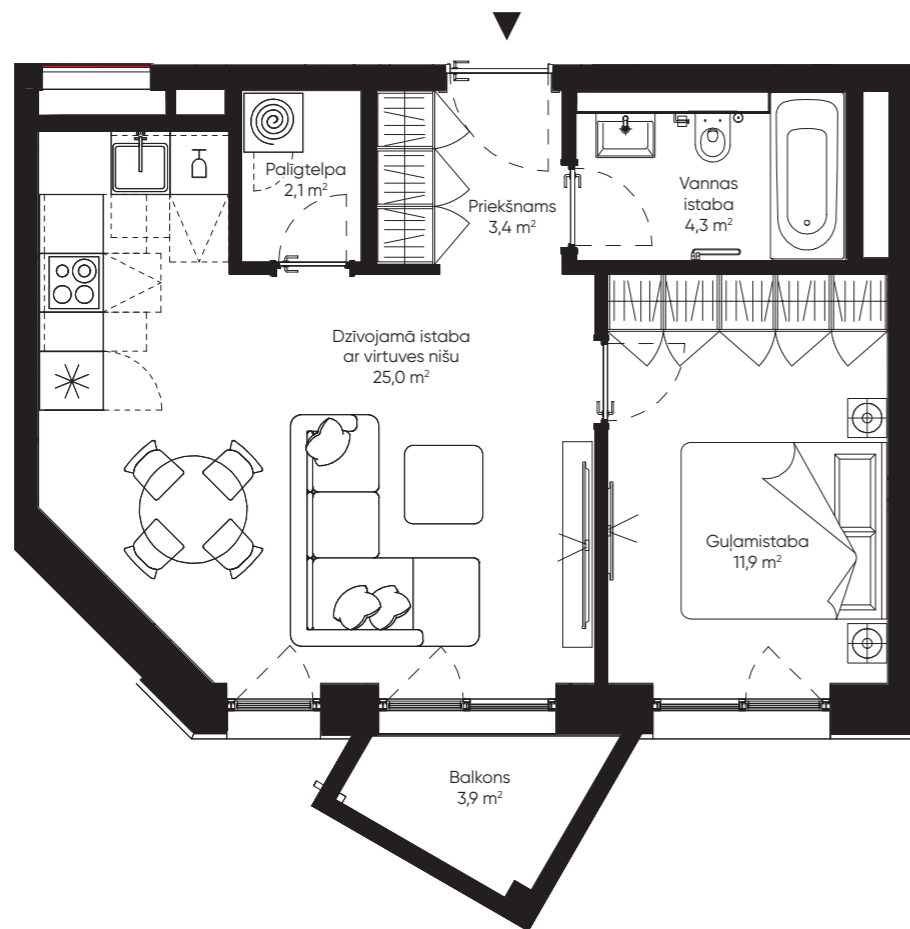 Palīgtelpa
2,1 m²
Priekšnams
3,4 m²
Vannas
istaba
4,3 m²
Dzīvojamā istaba
ar virtuves nišu
25,0 m²
Guļamistaba
11,9 m²
Balkons
3,9 m²